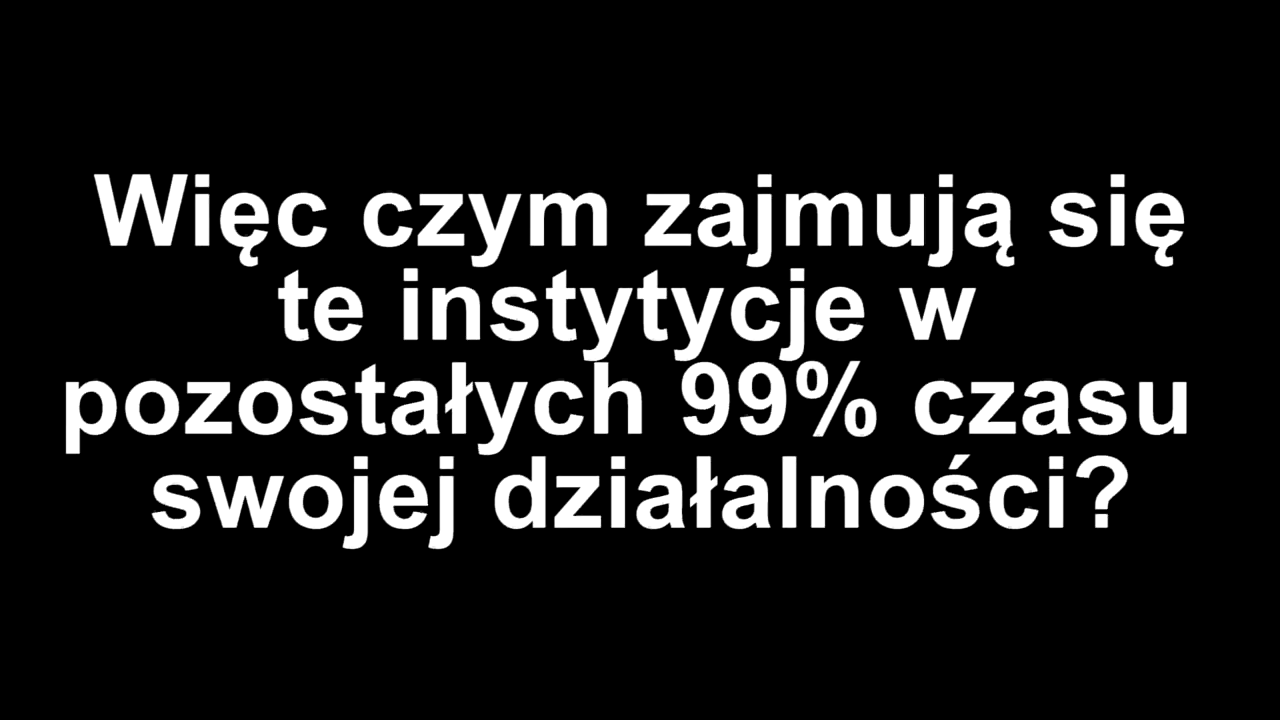 Więc czym zajmują się
te instytycje w
pozostałych 99% czasu
swojej działalności?